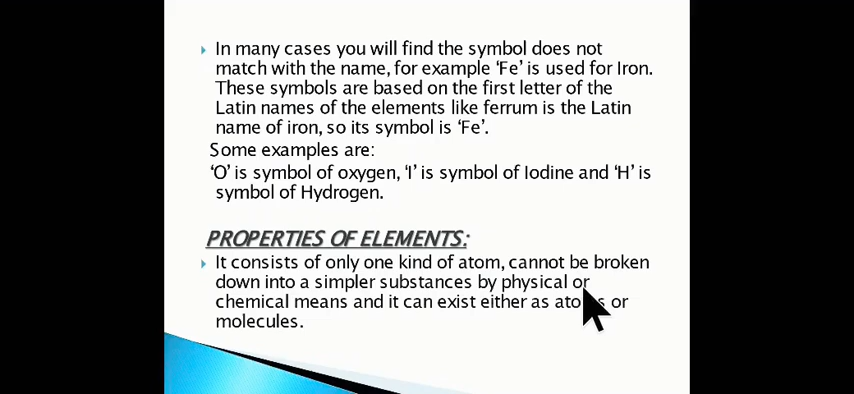 In many cases you will find the symbol does not
match with the name, for example ‘Fe’ is used for Iron.
These symbols are based on the first letter of the
Latin names of the elements like ferrum is the Latin
name of iron, so its symbol is ‘Fe’.
Some examples are:
‘O’ is symbol of oxygen, ‘I’ is symbol of Iodine and ‘H’ is
symbol of Hydrogen.
PROPERTIES OF ELEMENTS:
It consists of only one kind of atom, cannot be broken
down into a simpler substances by physical or
chemical means and it can exist either as atoms or
molecules.